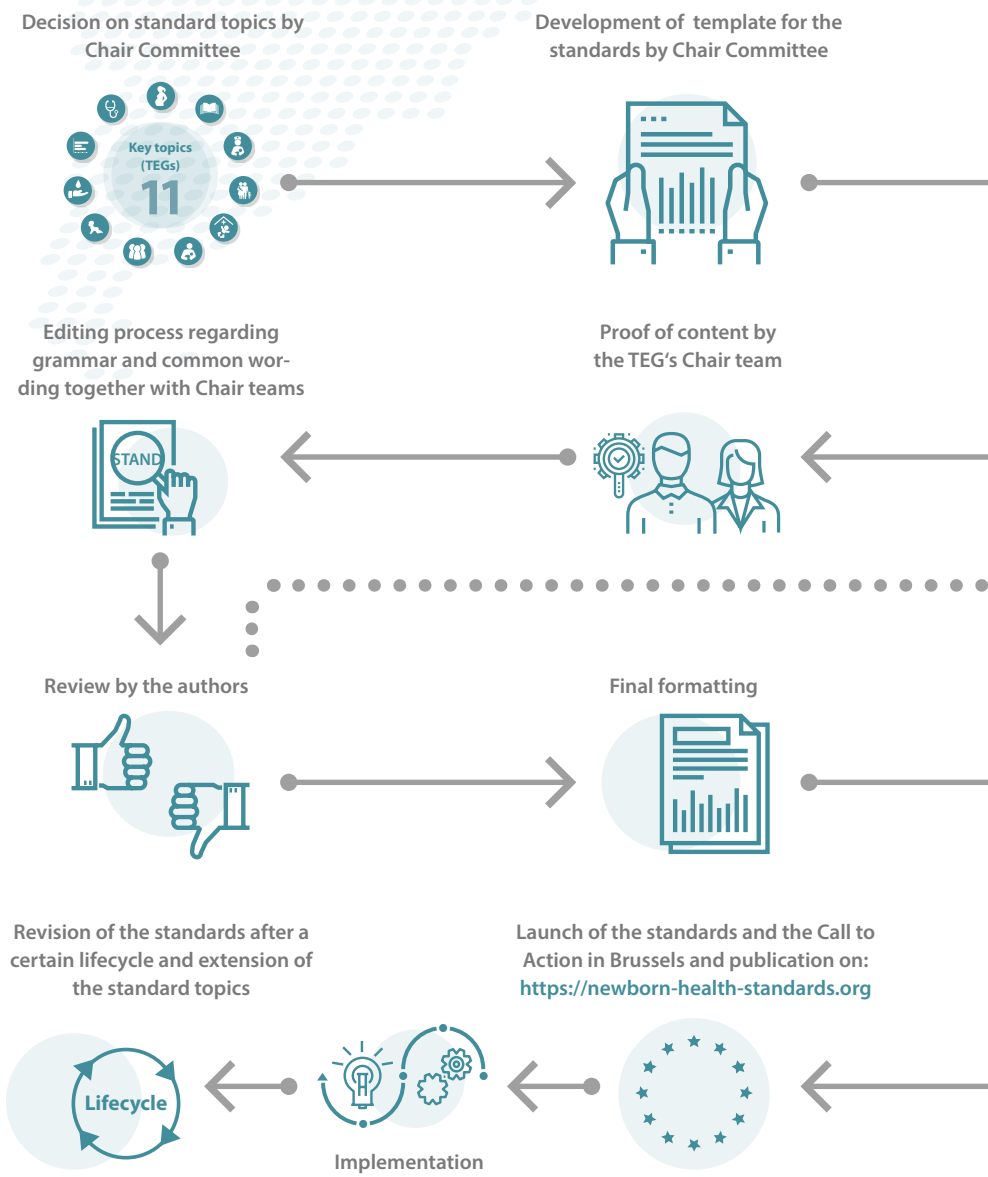 Decision on standard topics by
Chair Committee
Key topics
(TEGs)
11
Development of template for the
standards by Chair Committee
Editing process regarding
grammar and common wor-
ding together with Chair teams
STAND
Proof of content by
the TEG‘s Chair team
Review by the authors
Final formatting
Revision of the standards after a
certain lifecycle and extension of
the standard topics
Lifecycle
Implementation
Launch of the standards and the Call to
Action in Brussels and publication on:
https://newborn-health-standards.org